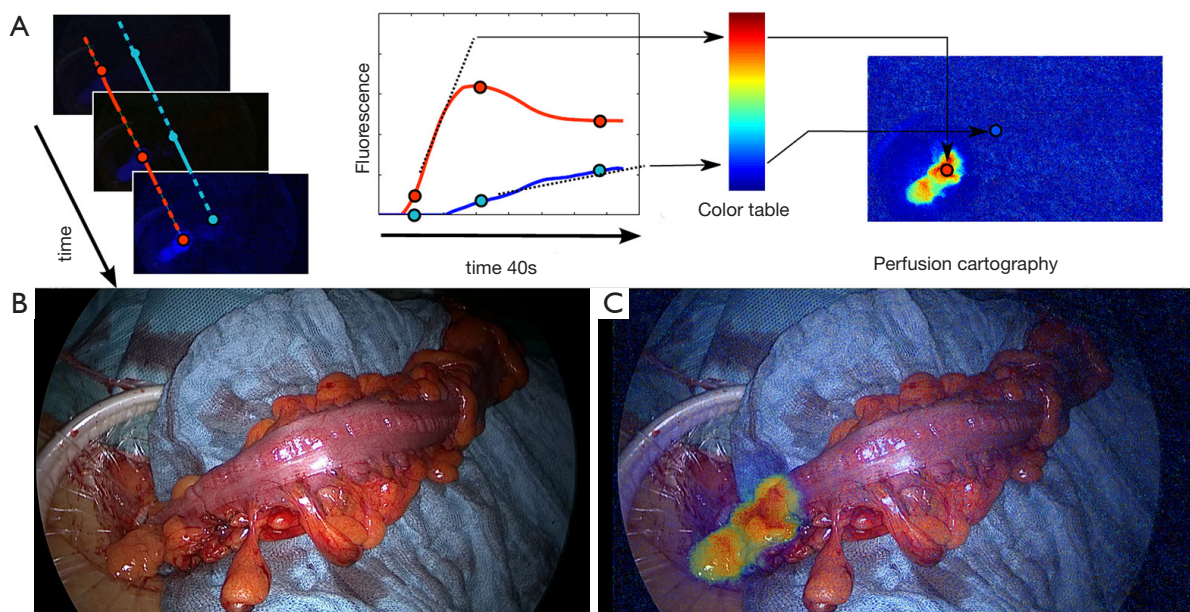 A
time
Fluorescence
time 40s
Color table
Perfusion cartography
B
C